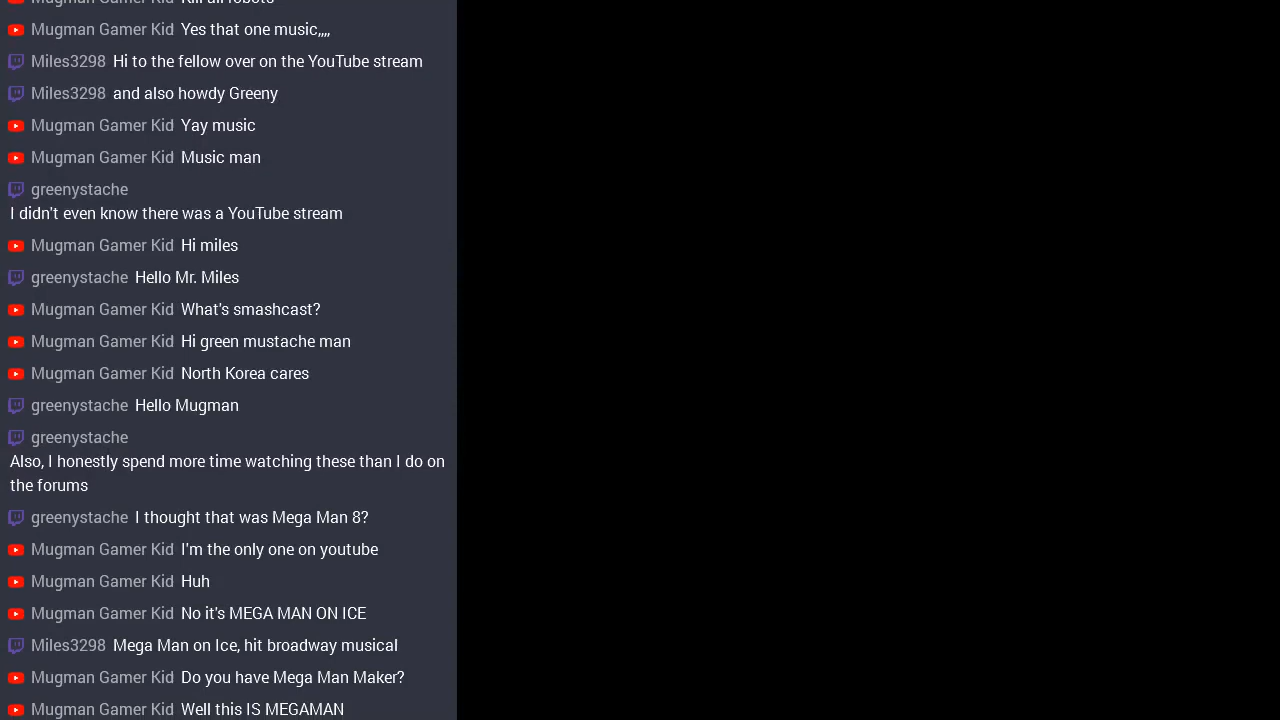 Mugman Gamer Kid Kill all robots
Mugman Gamer Kid Yes that one music,,,,
Miles3298 Hi to the fellow over on the YouTube stream
Miles3298 and also howdy Greeny
Mugman Gamer Kid Yay music
Mugman Gamer Kid Music man
greenystache
I didn't even know there was a YouTube stream
Mugman Gamer Kid Hi miles
greenystache Hello Mr. Miles
Mugman Gamer Kid What's smashcast?
Mugman Gamer Kid Hi green mustache man
Mugman Gamer Kid North Korea cares
greenystache Hello Mugman
greenystache
Also, I honestly spend more time watching these than I do on
the forums
greenystache I thought that was Mega Man 8?
Mugman Gamer Kid I'm the only one on youtube
Mugman Gamer Kid Huh
Mugman Gamer Kid No it's MEGA MAN ON ICE
Miles3298 Mega Man on Ice, hit broadway musical
Mugman Gamer Kid Do you have Mega Man Maker?
Mugman Gamer Kid Well this IS MEGAMAN